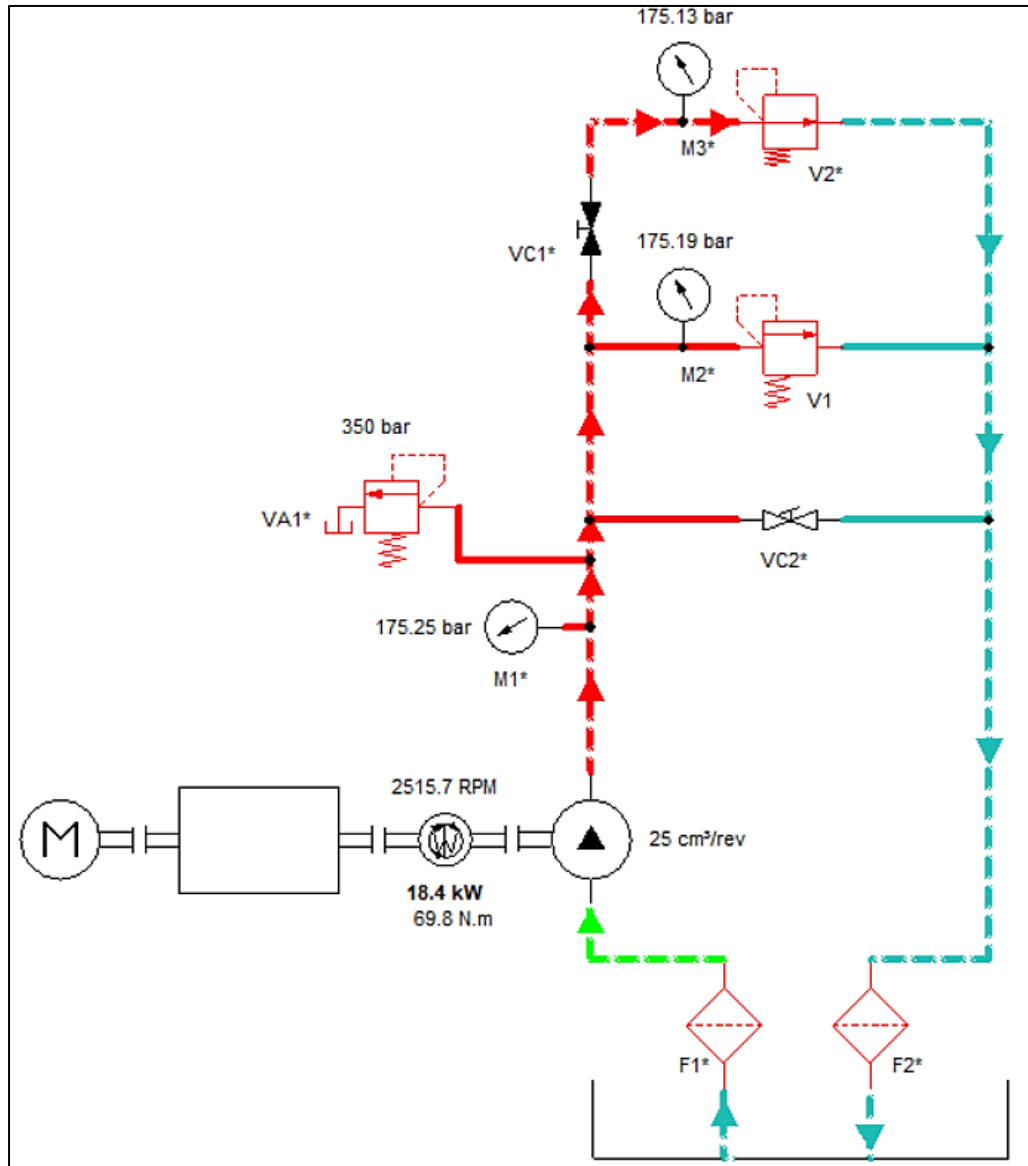 175.13 bar
M3*
V2*
VC1*
175.19 bar
M2*
V1
350 bar
VA1*
VC2*
175.25 bar
M1*
2515.7 RPM
M
25 cm³/rev
18.4 kW
69.8 N.m
F1*
F2*